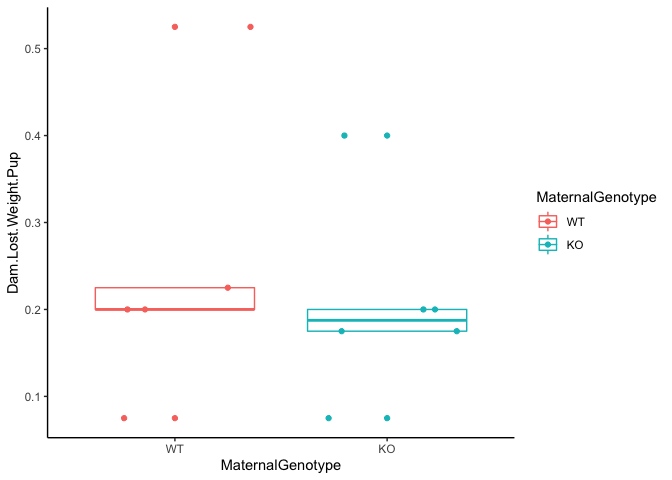 Dam.Lost.Weight.Pup
0.5
0.4
0.3
0.2
0.1
WT
KO
MaternalGenotype
MaternalGenotype
WT
KO